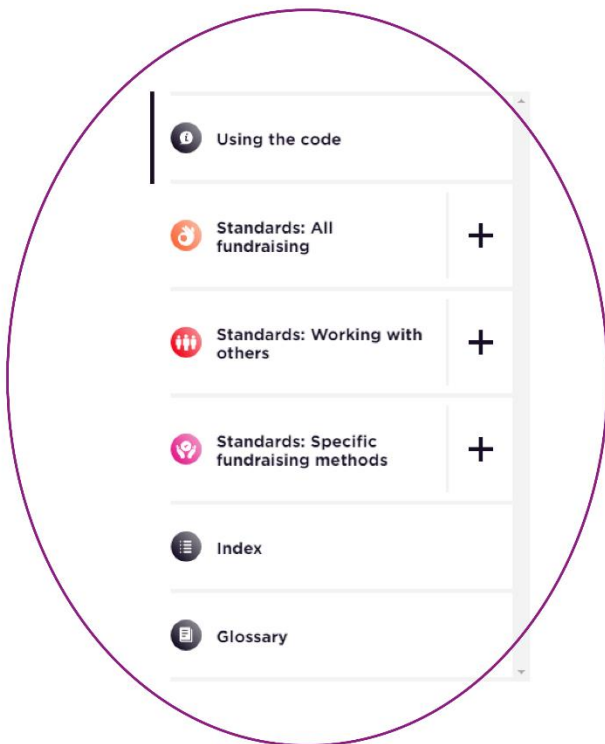 Using the code
Standards: All
fundraising
+
Standards: Working with
others
+
Standards: Specific
fundraising methods
+
Index
Glossary